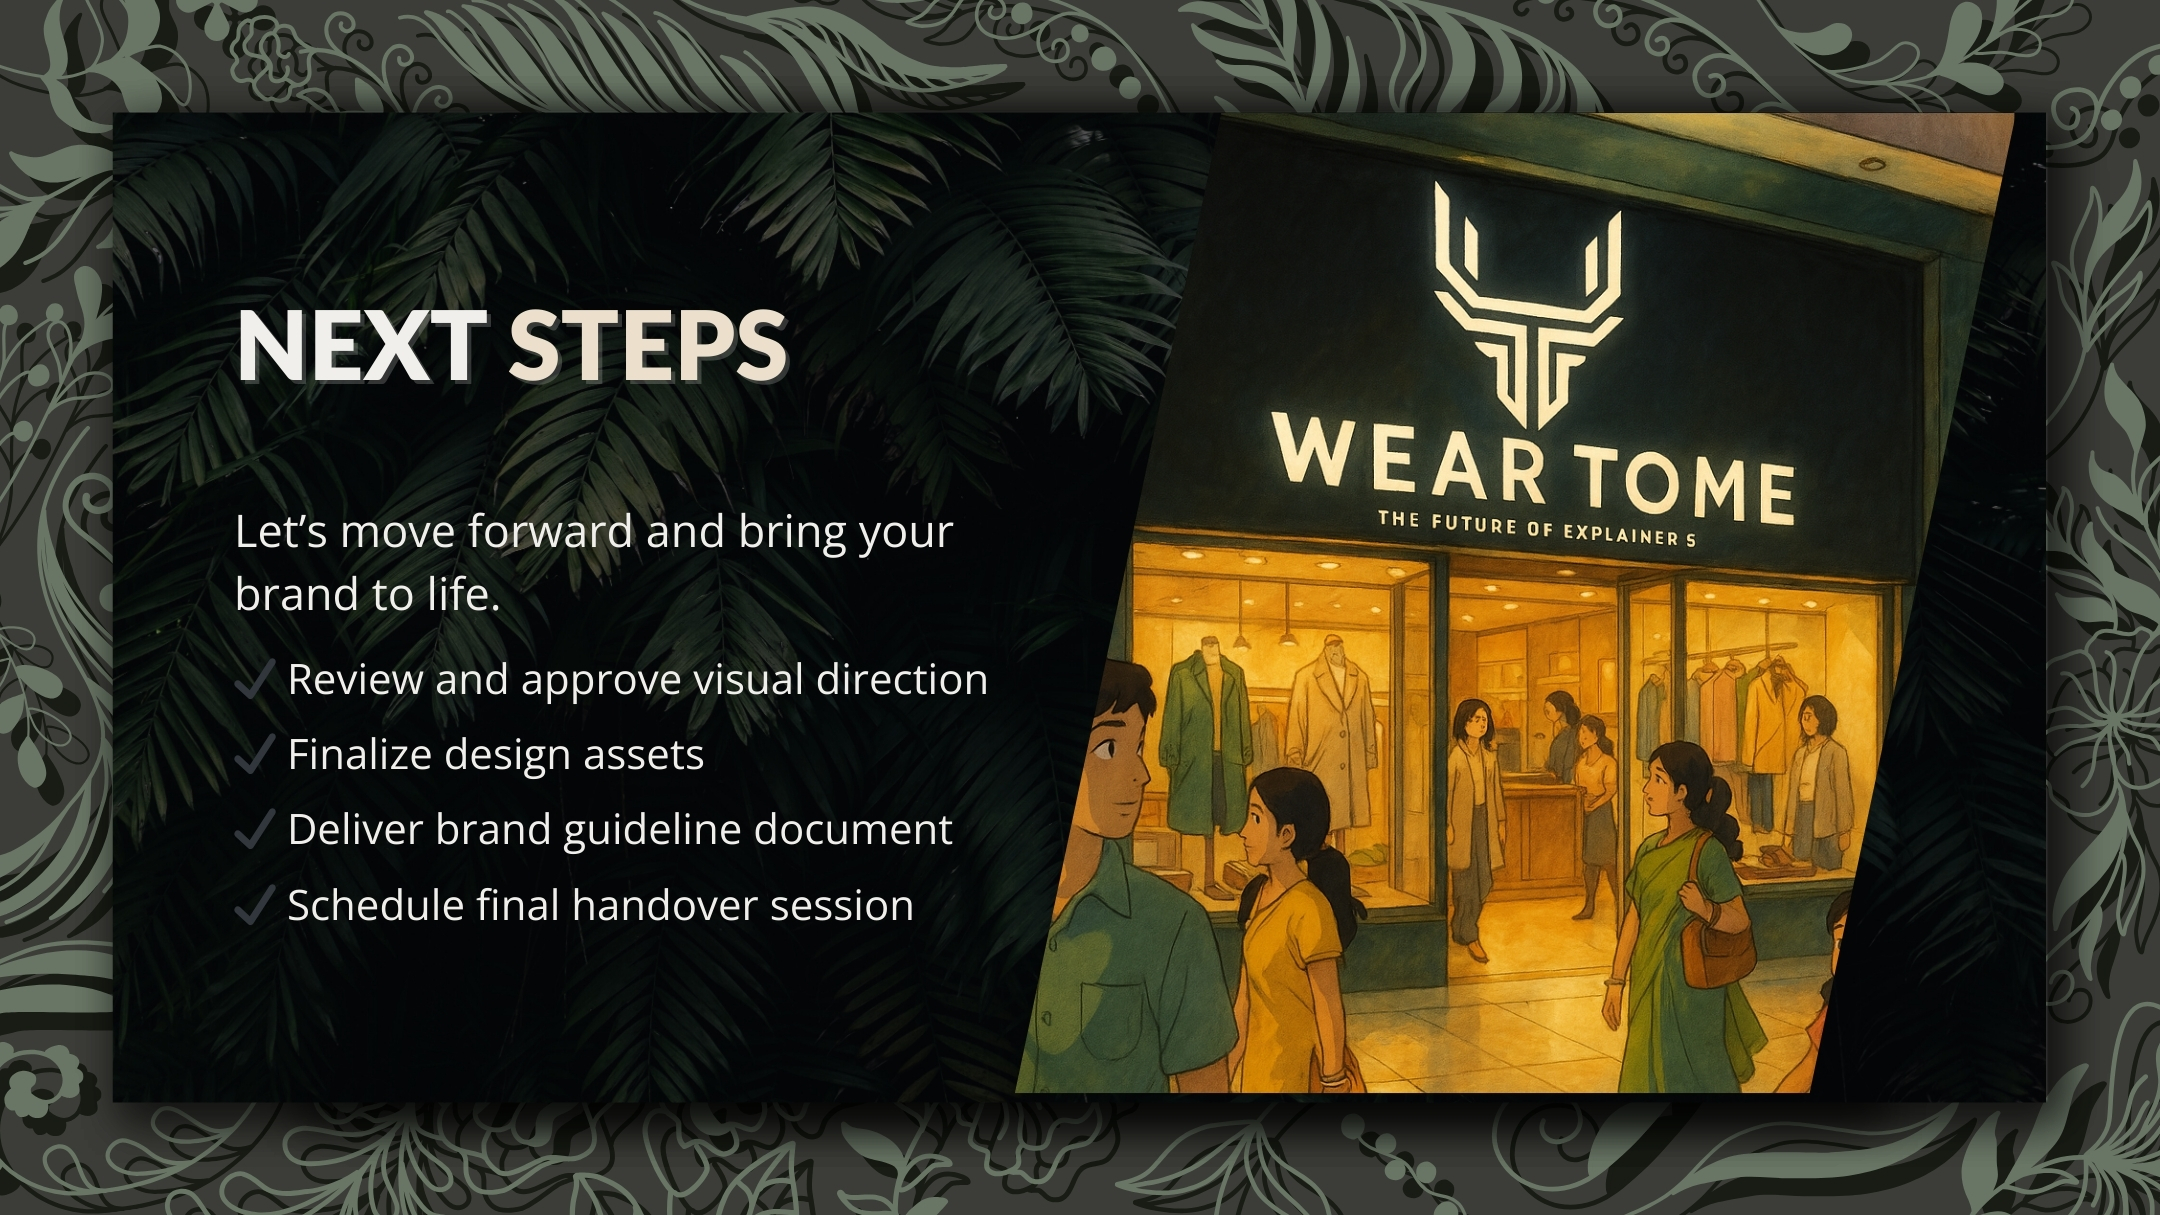 NEXT STEPS
Let’s move forward and bring your
brand to life.
Review and approve visual direction
Finalize design assets
Deliver brand guideline document
Schedule final handover session
WEAR TOME
THE FUTURE OF EXPLAINER S